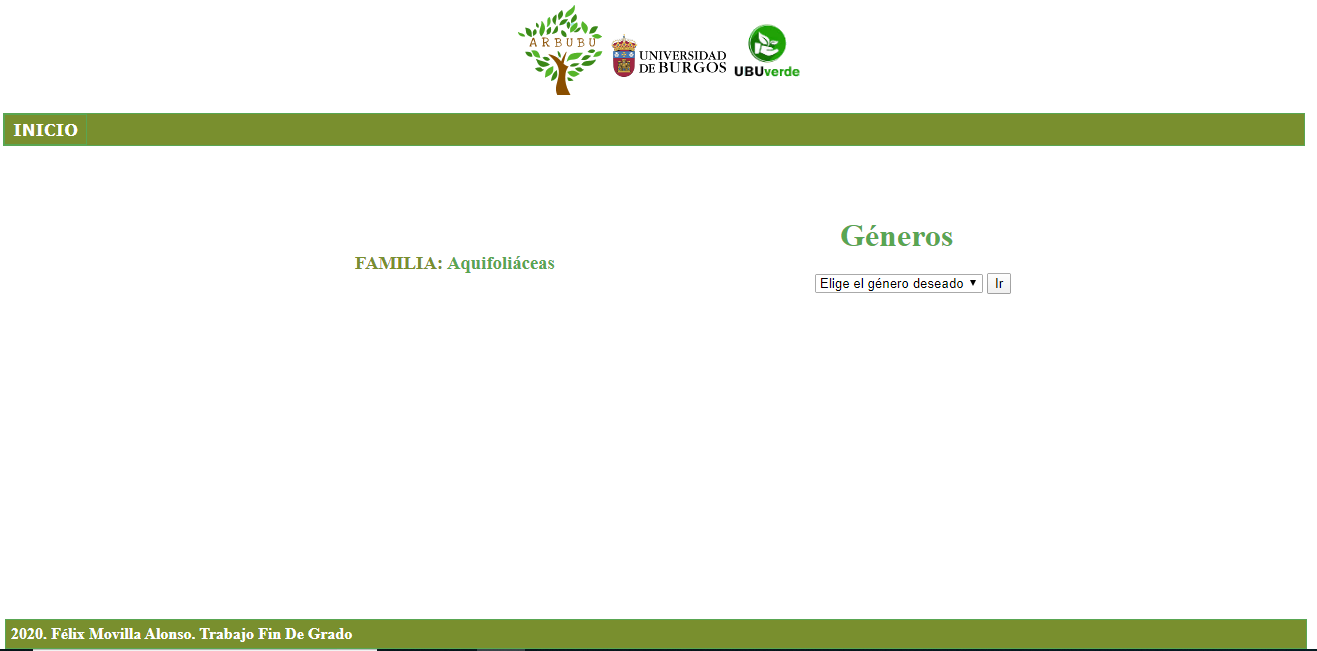 ARBUBU
UNIVERSIDAD
DE BURGOS
UBUverde
INICIO
Géneros
FAMILIA: Aquifoliáceas
Elige el género deseado
Ir
2020. Félix Movilla Alonso. Trabajo Fin De Grado